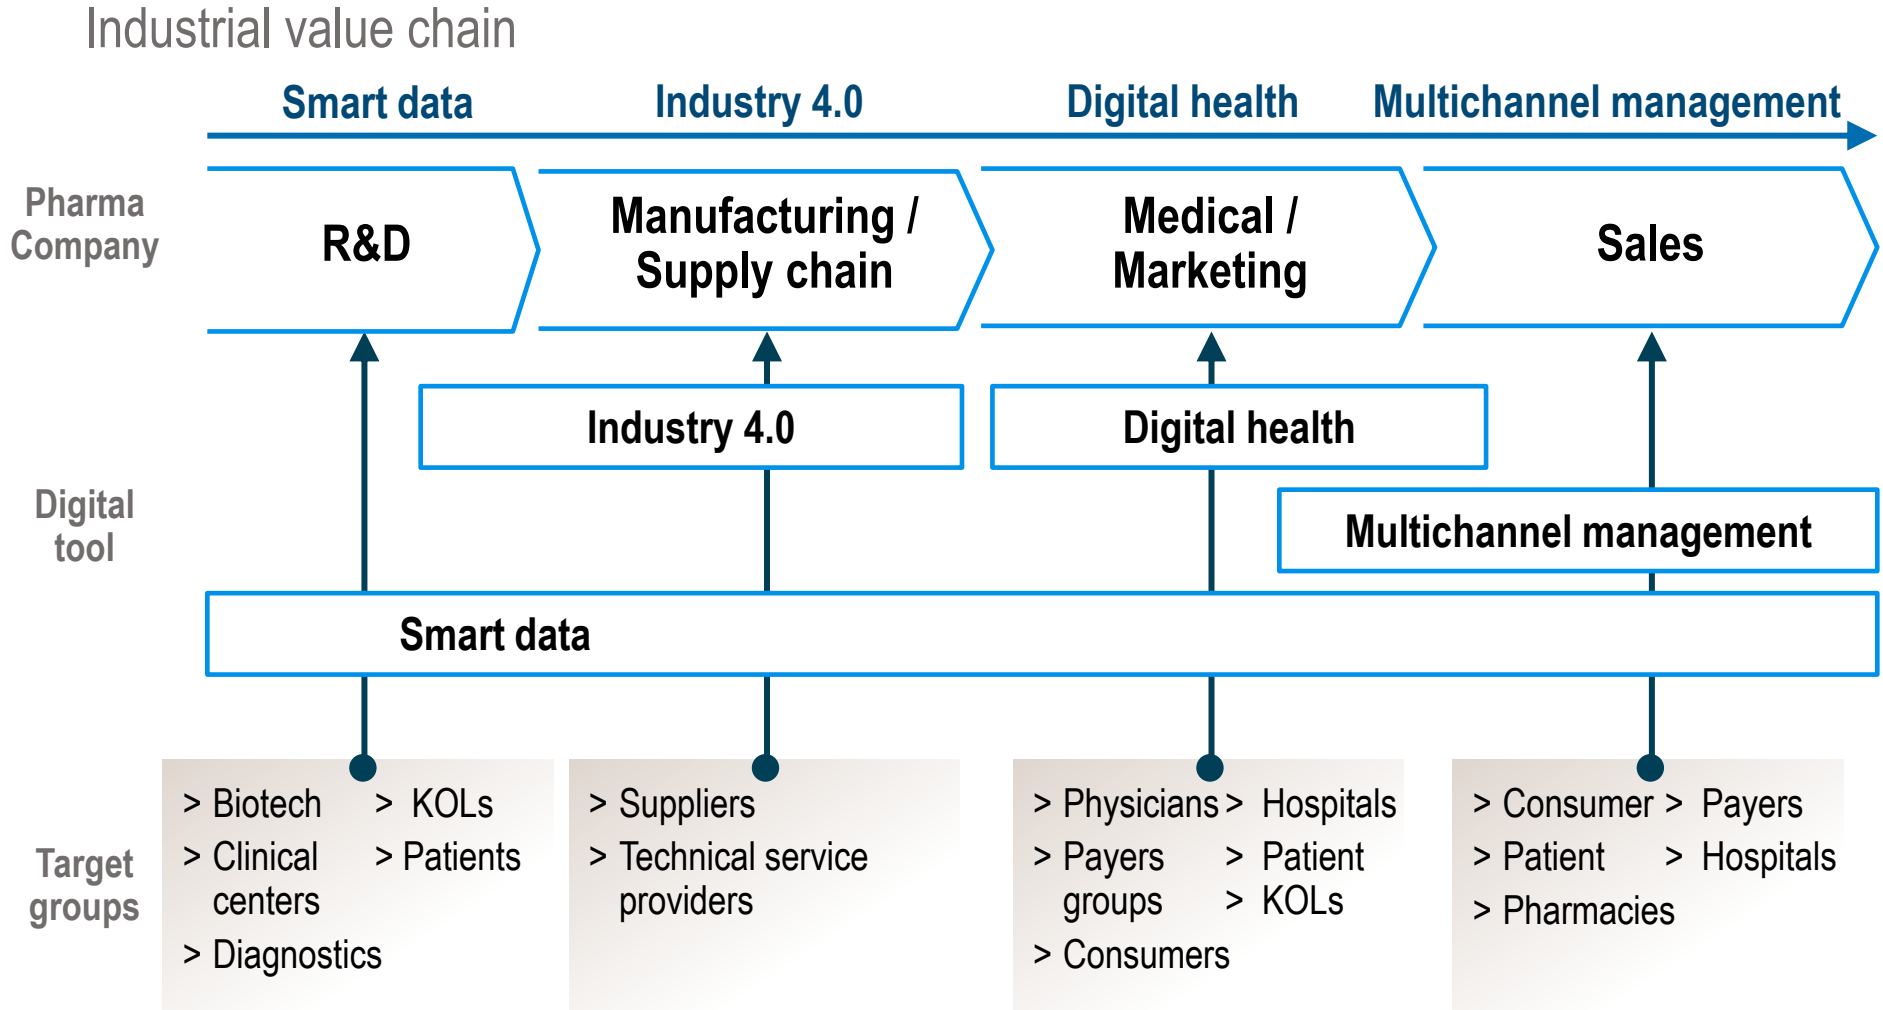 Industrial value chain
Smart data
Industry 4.0
Digital health
Multichannel management
Pharma
Company
R&D
Manufacturing /
Supply chain
Medical /
Marketing
Sales
Digital
tool
Industry 4.0
Digital health
Multichannel management
Smart data
Target
groups
> Biotech
> Clinical
centers
> Diagnostics
> KOLs
> Patients
> Suppliers
> Technical service
providers
> Physicians
> Payers
groups
> Consumers
> Hospitals
> Patient
> KOLs
> Consumer
> Patient
> Pharmacies
> Payers
> Hospitals